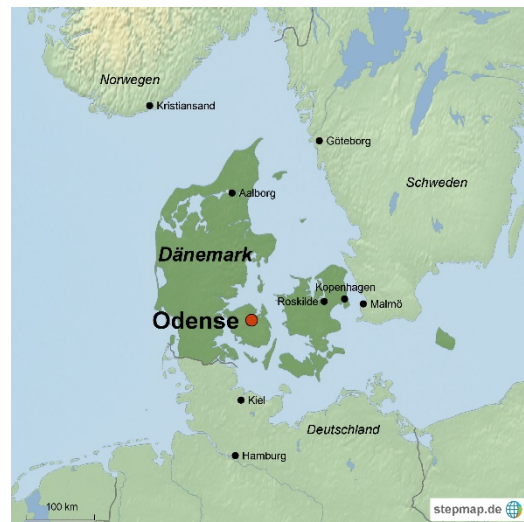 Norwegen
Kristiansand
Göteborg
Schweden
Aalborg
Dänemark
Kopenhagen
Roskilde
Malmö
Odense
Kiel
Deutschland
Hamburg
100 km
stepmap.de